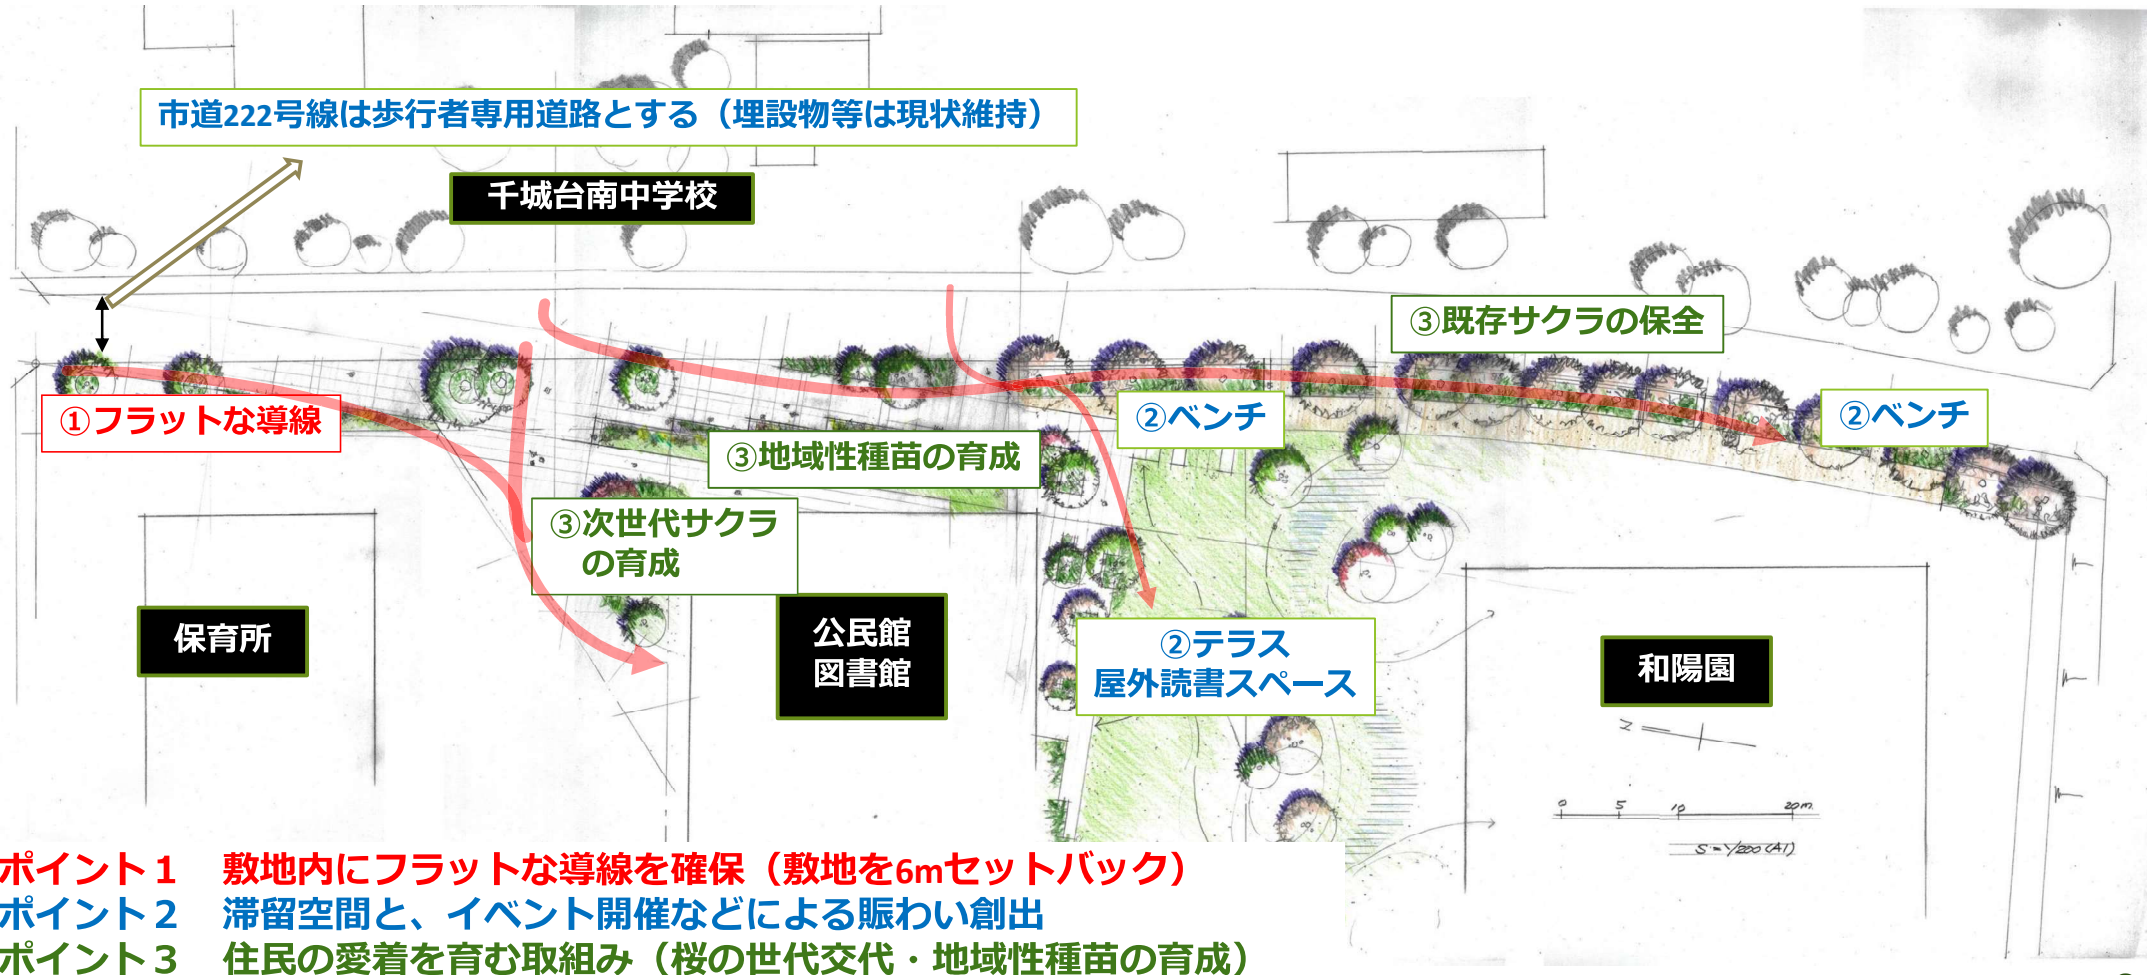 市道222号線は歩行者専用道路とする（埋設物等は現状維持）
千城台南中学校
③既存サクラの保全
①フラットな導線
②ベンチ
②ベンチ
③地域性種苗の育成
③次世代サクラ
の育成
保育所
公民館
図書館
②テラス
屋外読書スペース
和陽園
Z
0 5 10 20m
S=1/200(A1)
ポイント１　敷地内にフラットな導線を確保（敷地を6mセットバック）
ポイント２　滞留空間と、イベント開催などによる賑わい創出
ポイント３　住民の愛着を育む取組み（桜の世代交代・地域性種苗の育成）